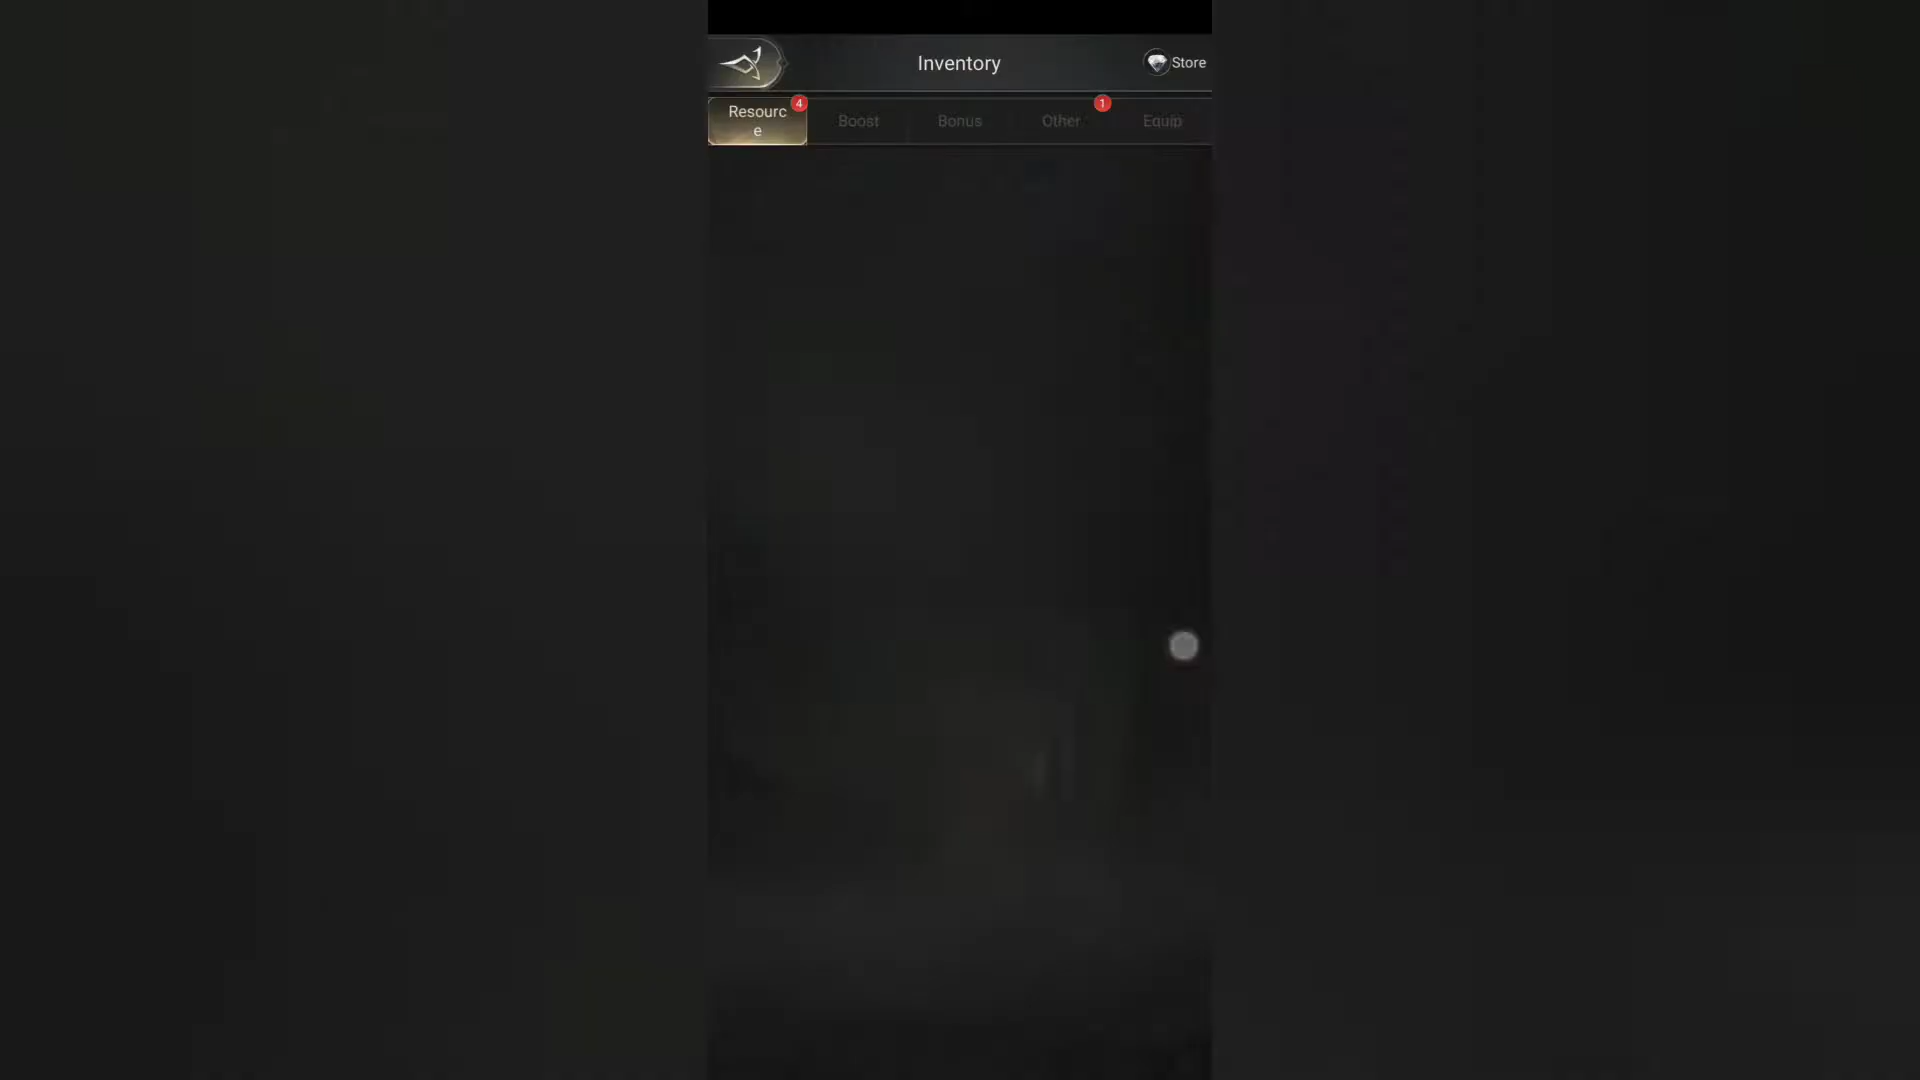 Inventory
Store
Resourc
e
4
Boost
Bonus
Other
1
Equip